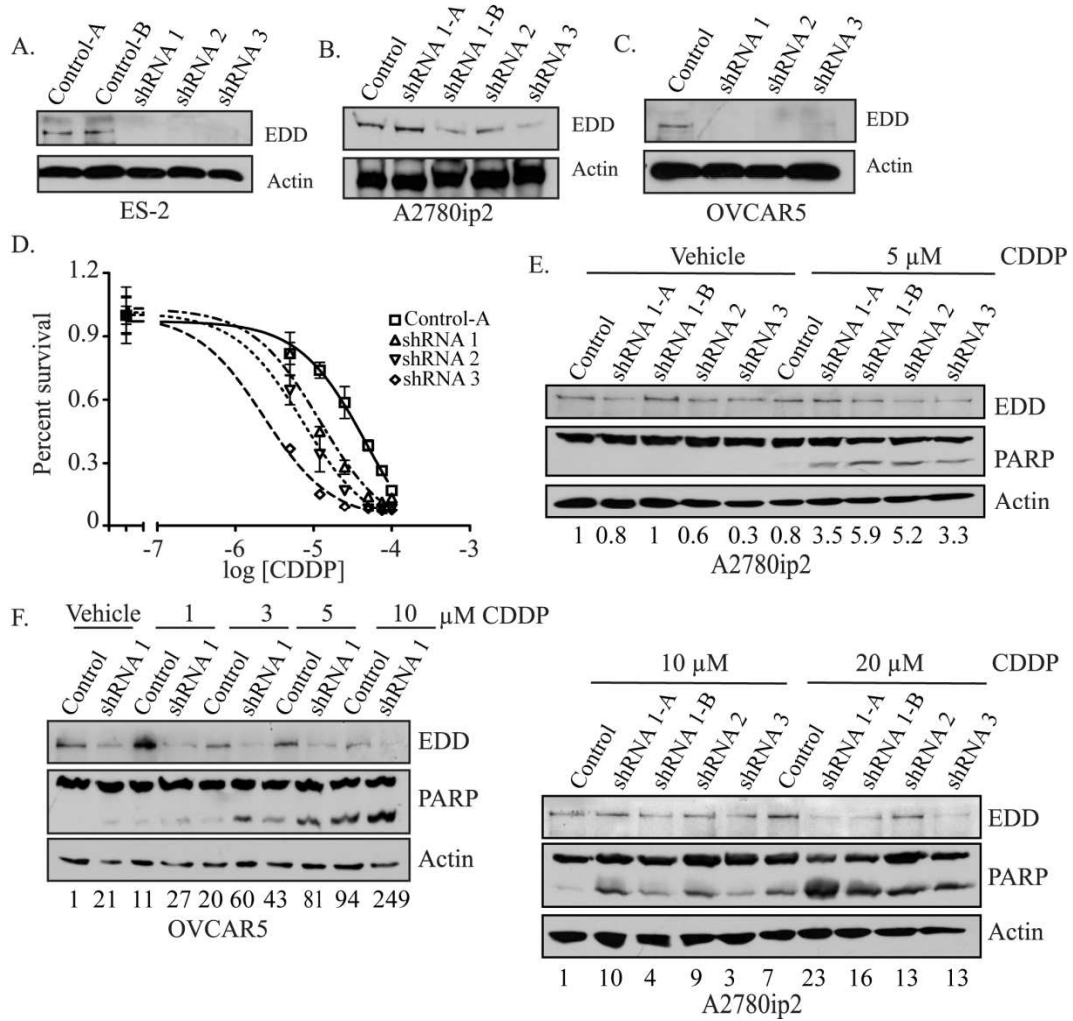 A.
Control-A
Control-B
shRNA 1
shRNA 2
shRNA 3
EDD
Actin
ES-2
B.
Control
shRNA 1-A
shRNA 1-B
shRNA 2
shRNA 3
EDD
Actin
A2780ip2
C.
Control
shRNA 1
shRNA 2
shRNA 3
EDD
Actin
OVCAR5
D.
Percent survival
1.2
0.9
0.6
0.3
0
-7
-6
-5
-4
-3
log [CDDP]
Control-A
shRNA 1
shRNA 2
shRNA 3
E.
Vehicle
5 µM
CDDP
Control
shRNA 1-A
shRNA 1-B
shRNA 2
shRNA 3
Control
shRNA 1-A
shRNA 1-B
shRNA 2
shRNA 3
EDD
PARP
Actin
1 0.8 1 0.6 0.3 0.8 3.5 5.9 5.2 3.3
A2780ip2
F.
Vehicle
1
3
5
10
µM CDDP
Control
shRNA 1
Control
shRNA 1
Control
shRNA 1
Control
shRNA 1
Control
shRNA 1
EDD
PARP
Actin
1 21 11 27 20 60 43 81 94 249
OVCAR5
10 µM
20 µM
CDDP
Control
shRNA 1-A
shRNA 1-B
shRNA 2
shRNA 3
Control
shRNA 1-A
shRNA 1-B
shRNA 2
shRNA 3
EDD
PARP
Actin
1 10 4 9 3 7 23 16 13 13
A2780ip2